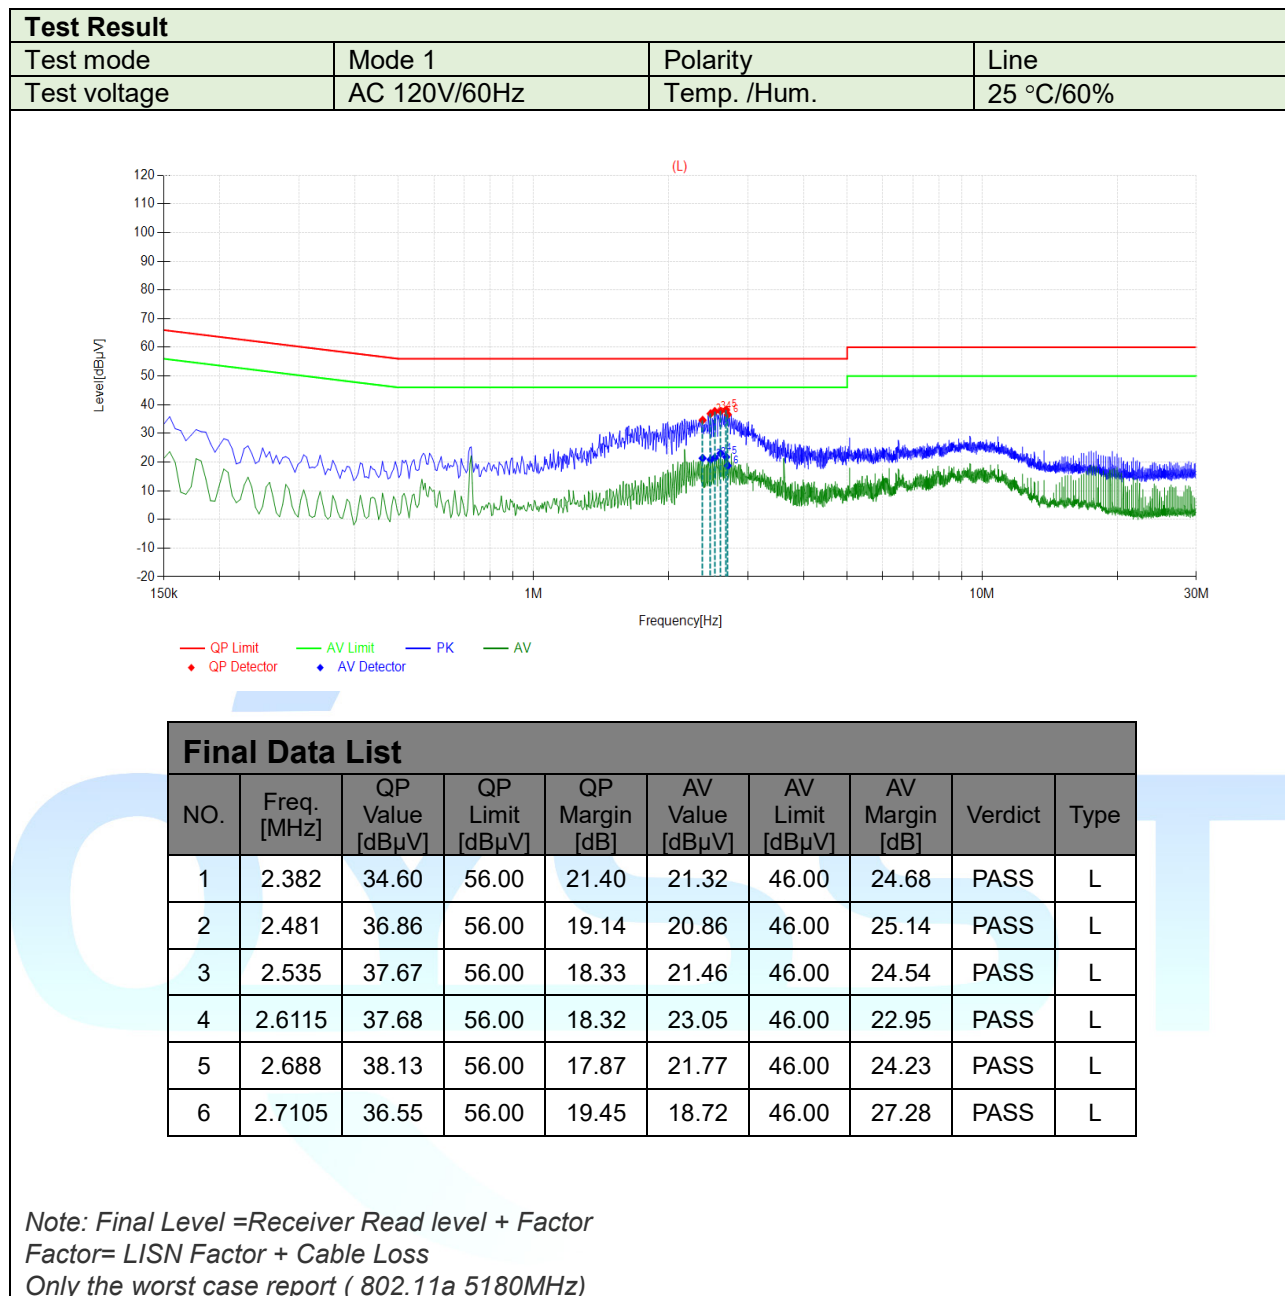 Test Result
Test mode Mode 1 Polarity Line
Test voltage AC 120V/60Hz Temp. /Hum. 25 °C/60%
(L)
120
110
100
90
80
70
60
50
40
30
20
10
0
-10
-20
Level[dBµV]
150k 1M 10M 30M
Frequency[Hz]
QP Limit AV Limit PK AV
QP Detector AV Detector
Final Data List
NO. Freq. [MHz] QP Value [dBµV] QP Limit [dBµV] QP Margin [dB] AV Value [dBµV] AV Limit [dBµV] AV Margin [dB] Verdict Type
1 2.382 34.60 56.00 21.40 21.32 46.00 24.68 PASS L
2 2.481 36.86 56.00 19.14 20.86 46.00 25.14 PASS L
3 2.535 37.67 56.00 18.33 21.46 46.00 24.54 PASS L
4 2.6115 37.68 56.00 18.32 23.05 46.00 22.95 PASS L
5 2.688 38.13 56.00 17.87 21.77 46.00 24.23 PASS L
6 2.7105 36.55 56.00 19.45 18.72 46.00 27.28 PASS L
Note: Final Level =Receiver Read level + Factor
Factor= LISN Factor + Cable Loss
Only the worst case report ( 802.11a 5180MHz)